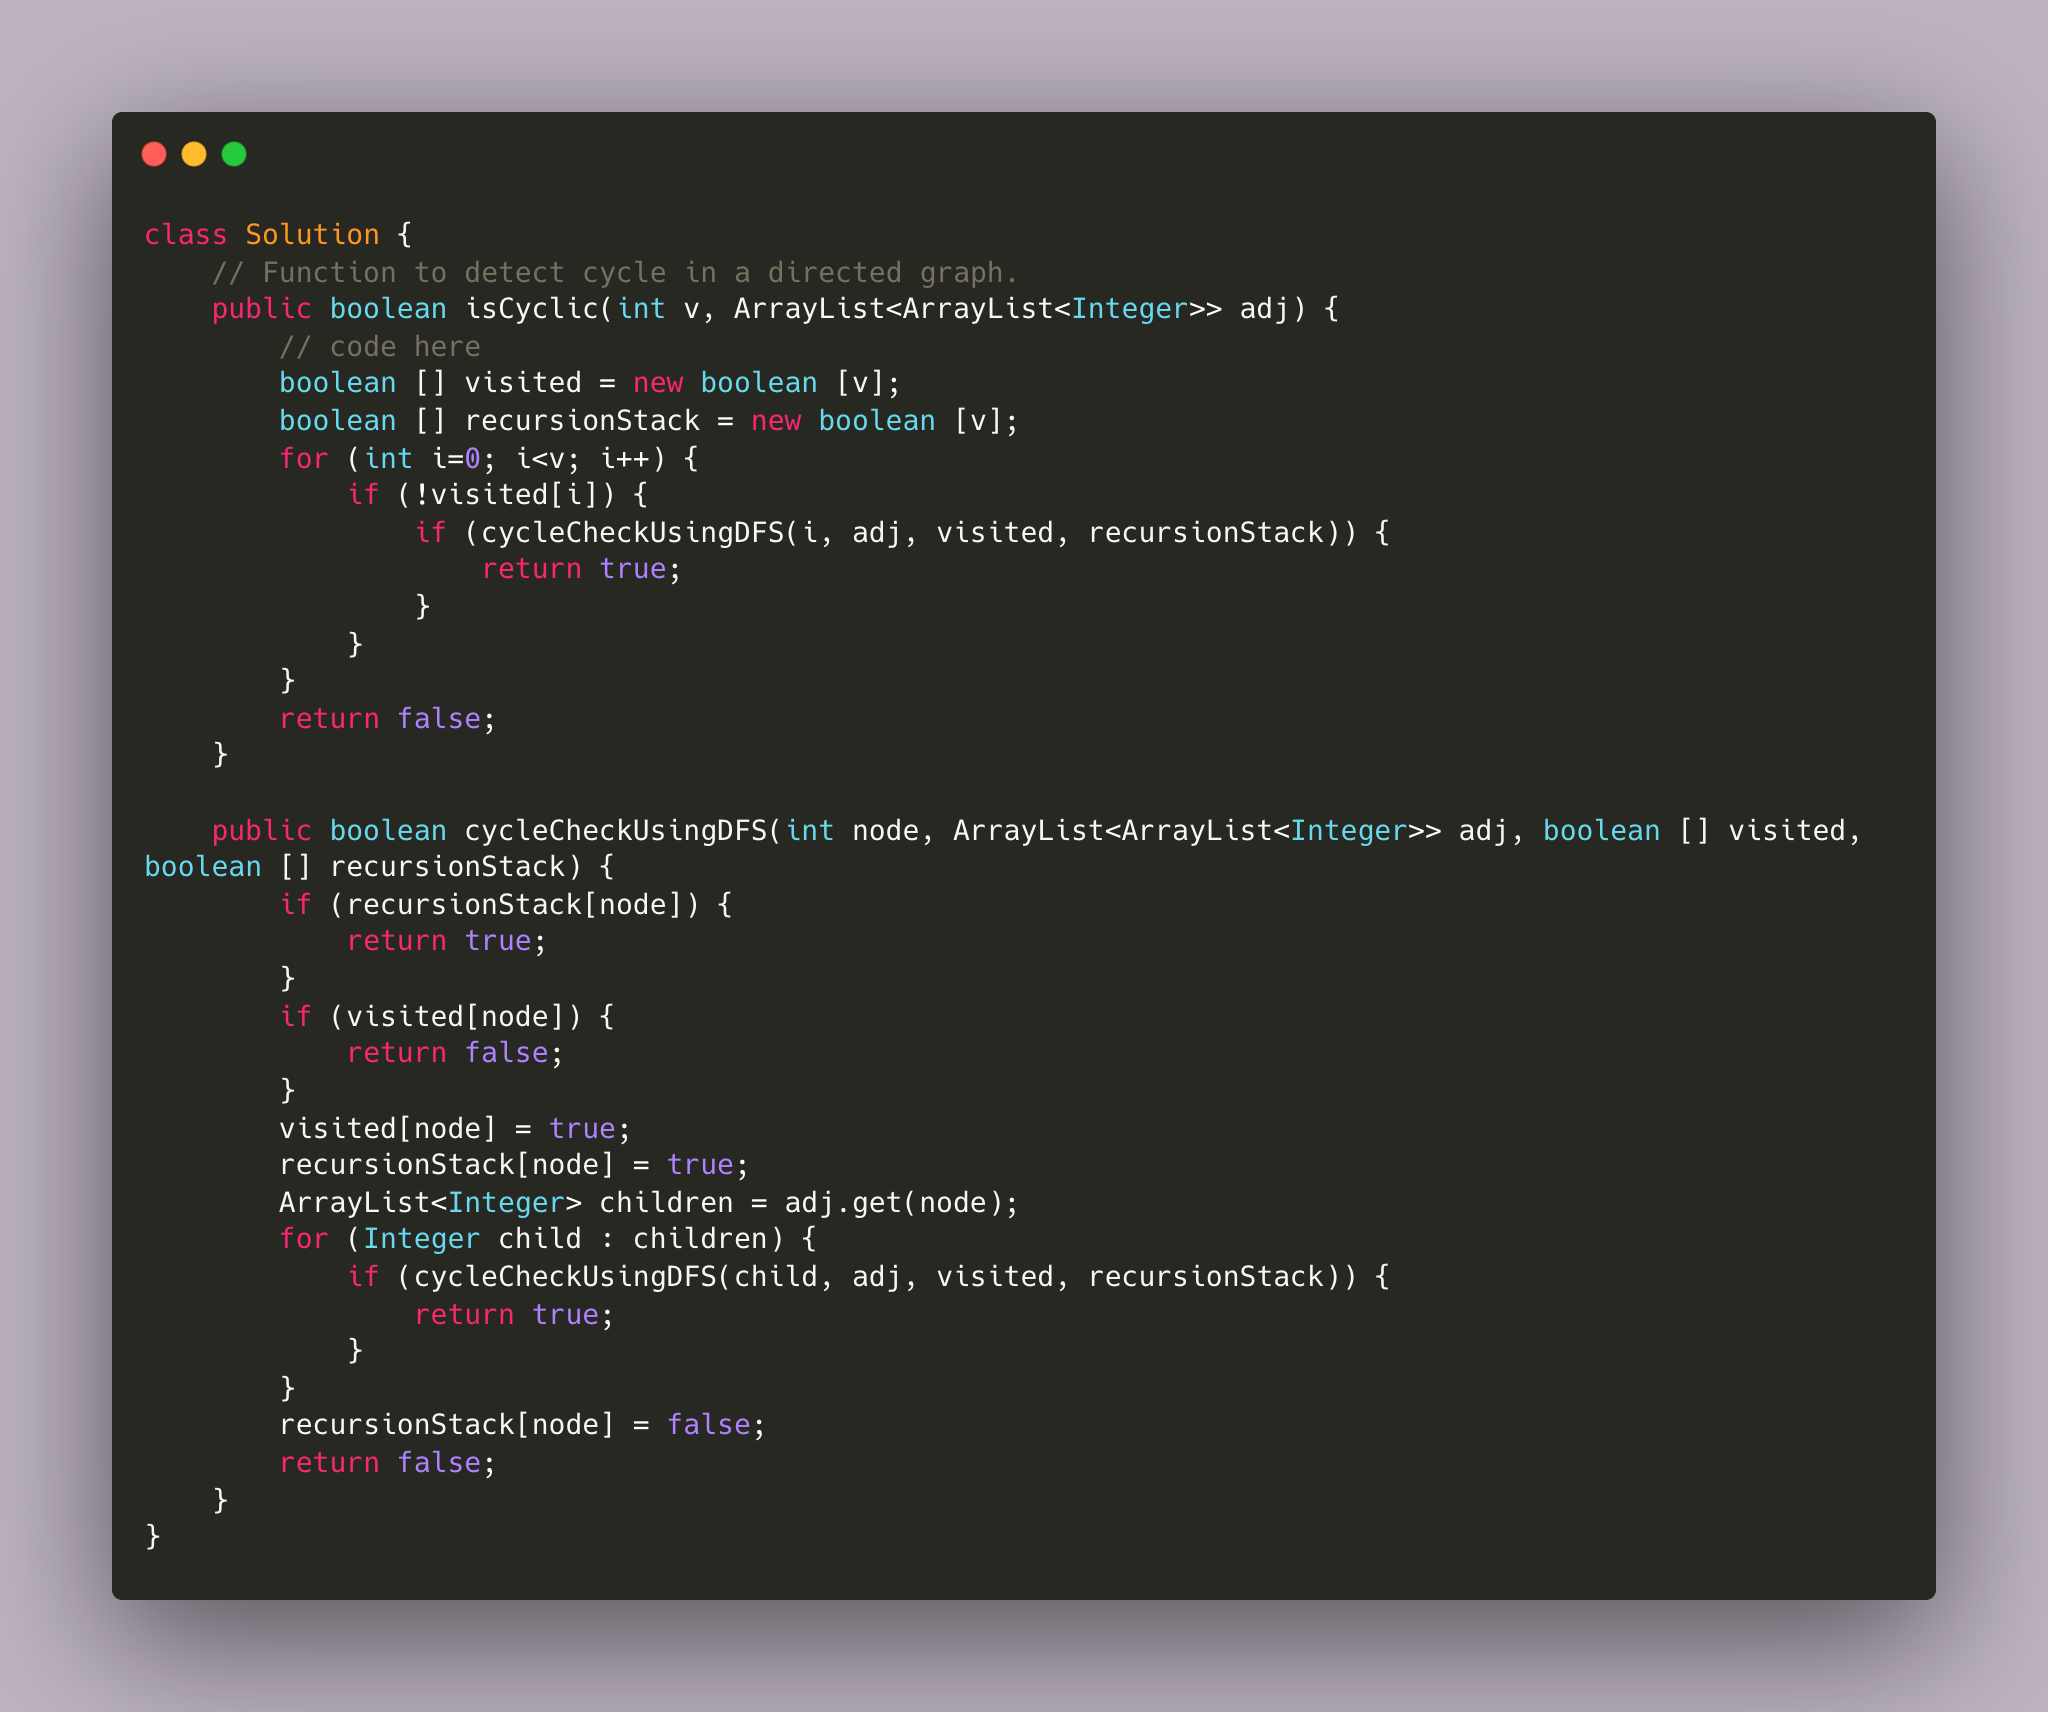 class Solution {
    // Function to detect cycle in a directed graph.
    public boolean isCyclic(int v, ArrayList<ArrayList<Integer>> adj) {
        // code here
        boolean [] visited = new boolean [v];
        boolean [] recursionStack = new boolean [v];
        for (int i=0; i<v; i++) {
            if (!visited[i]) {
                if (cycleCheckUsingDFS(i, adj, visited, recursionStack)) {
                    return true;
                }
            }
        }
        return false;
    }

    public boolean cycleCheckUsingDFS(int node, ArrayList<ArrayList<Integer>> adj, boolean [] visited,
boolean [] recursionStack) {
        if (recursionStack[node]) {
            return true;
        }
        if (visited[node]) {
            return false;
        }
        visited[node] = true;
        recursionStack[node] = true;
        ArrayList<Integer> children = adj.get(node);
        for (Integer child : children) {
            if (cycleCheckUsingDFS(child, adj, visited, recursionStack)) {
                return true;
            }
        }
        recursionStack[node] = false;
        return false;
    }
}